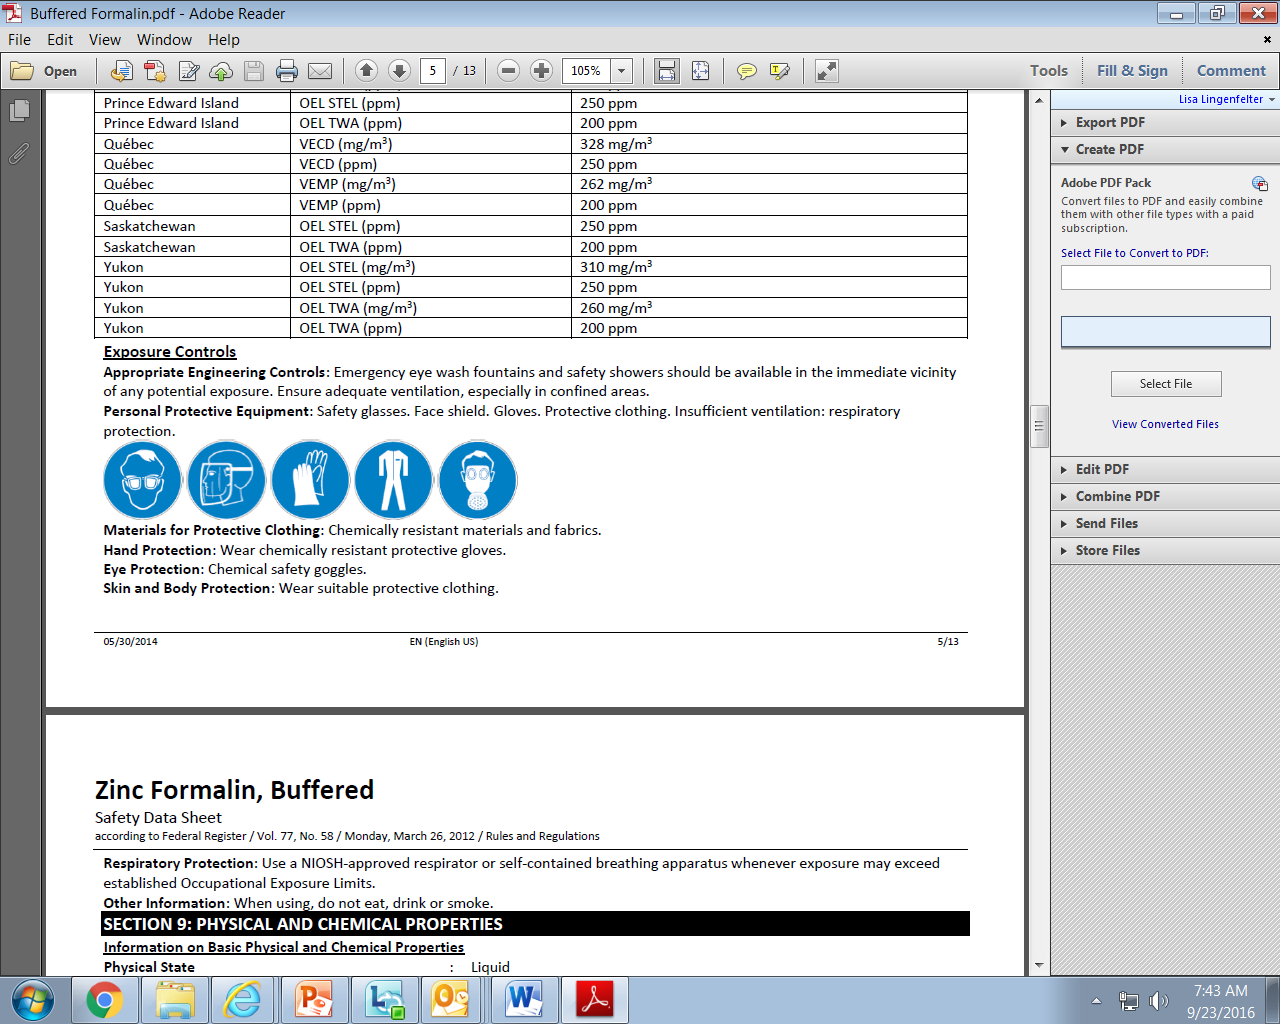 Buffered Formalin.pdf - Adobe Reader
File Edit View Window Help
Open 5 / 13 105% Tools Fill & Sign Comment
Lisa Lingenfelter
Export PDF
Create PDF
Adobe PDF Pack
Convert files to PDF and easily combine
them with other file types with a paid
subscription.
Select File to Convert to PDF:
Select File
View Converted Files
Edit PDF
Combine PDF
Send Files
Store Files
Prince Edward Island OEL STEL (ppm) 250 ppm
Prince Edward Island OEL TWA (ppm) 200 ppm
Québec VECD (mg/m³) 328 mg/m³
Québec VECD (ppm) 250 ppm
Québec VEMP (mg/m³) 262 mg/m³
Québec VEMP (ppm) 200 ppm
Saskatchewan OEL STEL (ppm) 250 ppm
Saskatchewan OEL TWA (ppm) 200 ppm
Yukon OEL STEL (mg/m³) 310 mg/m³
Yukon OEL STEL (ppm) 250 ppm
Yukon OEL TWA (mg/m³) 260 mg/m³
Yukon OEL TWA (ppm) 200 ppm
Exposure Controls
Appropriate Engineering Controls: Emergency eye wash fountains and safety showers should be available in the immediate vicinity
of any potential exposure. Ensure adequate ventilation, especially in confined areas.
Personal Protective Equipment: Safety glasses. Face shield. Gloves. Protective clothing. Insufficient ventilation: respiratory
protection.
Materials for Protective Clothing: Chemically resistant materials and fabrics.
Hand Protection: Wear chemically resistant protective gloves.
Eye Protection: Chemical safety goggles.
Skin and Body Protection: Wear suitable protective clothing.
05/30/2014 EN (English US) 5/13
Zinc Formalin, Buffered
Safety Data Sheet
according to Federal Register / Vol. 77, No. 58 / Monday, March 26, 2012 / Rules and Regulations
Respiratory Protection: Use a NIOSH-approved respirator or self-contained breathing apparatus whenever exposure may exceed
established Occupational Exposure Limits.
Other Information: When using, do not eat, drink or smoke.
SECTION 9: PHYSICAL AND CHEMICAL PROPERTIES
Information on Basic Physical and Chemical Properties
Physical State : Liquid
7:43 AM
9/23/2016